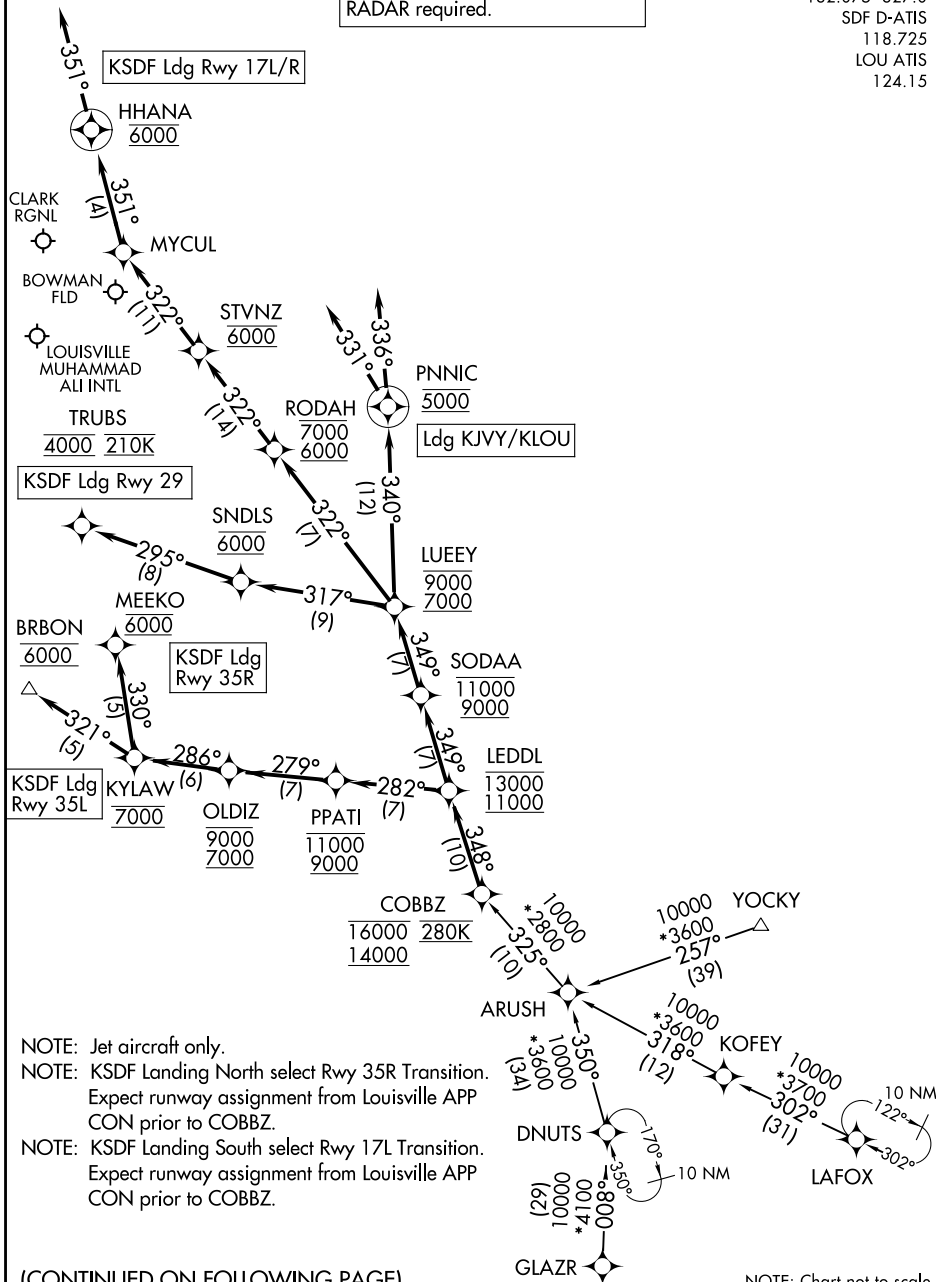 RADAR required.
SDF D-ATIS
118.725
LOU ATIS
124.15
351°
KSDF Ldg Rwy 17L/R
HHANA
6000
351°
(4)
CLARK
RGNL
MYCUL
BOWMAN
FLD
322°
(11)
STVNZ
6000
LOUISVILLE
MUHAMMAD
ALI INTL
331°
336°
PNNIC
5000
322°
(14)
RODAH
7000
6000
Ldg KJVY/KLOU
TRUBS
4000 210K
KSDF Ldg Rwy 29
340°
(12)
322°
(7)
SNDLS
6000
LUEEY
9000
7000
295°
(8)
317°
(9)
MEEKO
6000
BRBON
6000
KSDF Ldg
Rwy 35R
349°
(7)
SODAA
11000
9000
330°
(5)
321°
(5)
349°
(7)
LEDDL
13000
11000
KSDF Ldg
Rwy 35L
KYLAW
7000
286°
(6)
OLDIZ
9000
7000
279°
(7)
PPATI
11000
9000
282°
(7)
348°
(10)
COBBZ
16000 280K
14000
10000
*2800
325°
(10)
YOCKY
10000
*3600
257°
(39)
ARUSH
10000
*3600
318°
(12)
KOFEY
10000
*3700
302°
(31)
10 NM
122°
302°
LAFOX
350°
10000
*3600
(34)
DNUTS
170°
350°
10 NM
008°
*4100
10000
(29)
GLAZR
NOTE: Jet aircraft only.
NOTE: KSDF Landing North select Rwy 35R Transition.
Expect runway assignment from Louisville APP
CON prior to COBBZ.
NOTE: KSDF Landing South select Rwy 17L Transition.
Expect runway assignment from Louisville APP
CON prior to COBBZ.
(CONTINUED ON FOLLOWING PAGE)
NOTE: Chart not to scale